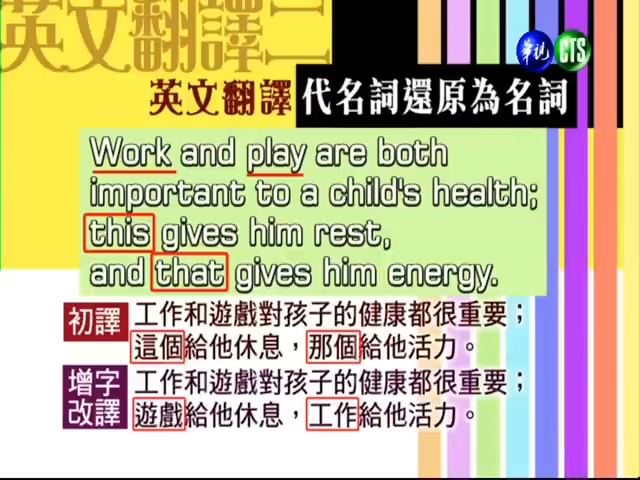 英文翻譯二
華視 CTS
英文翻譯 代名詞還原為名詞
Work and play are both
important to a child's health;
this gives him rest,
and that gives him energy.
初譯 工作和遊戲對孩子的健康都很重要；
這個給他休息，那個給他活力。
增字 工作和遊戲對孩子的健康都很重要；
改譯 遊戲給他休息，工作給他活力。